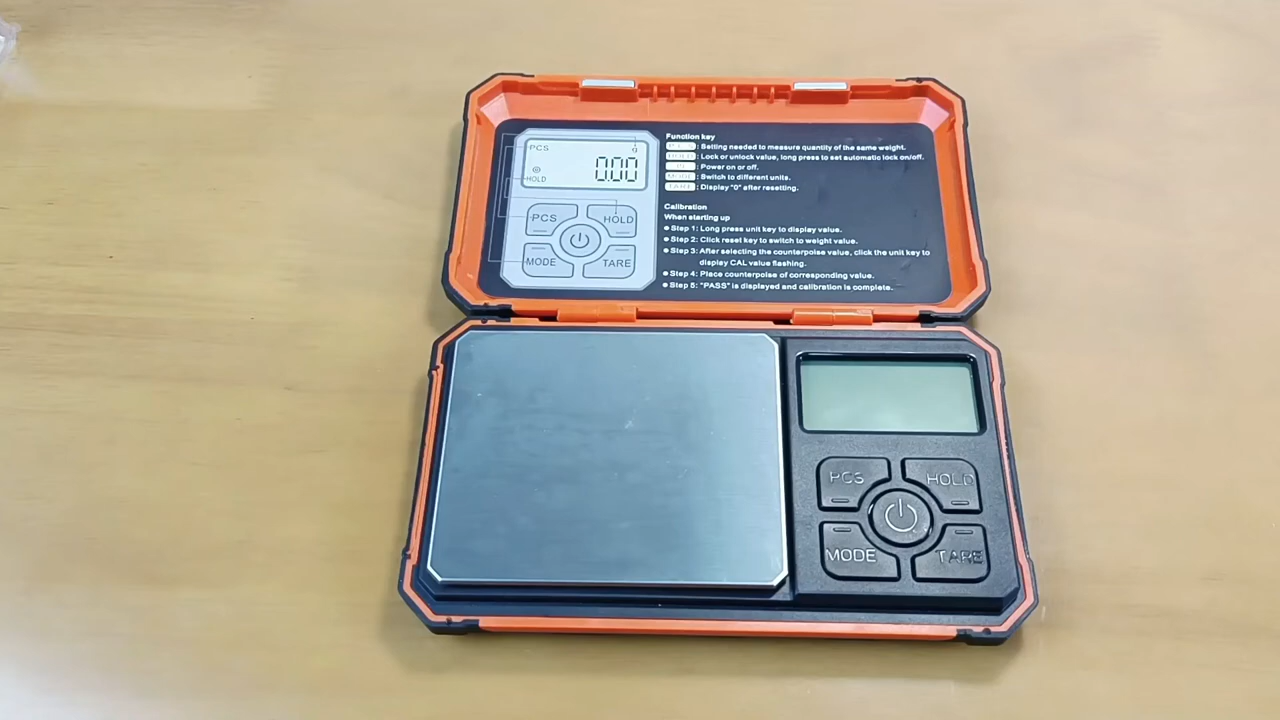 PCS
g
0.00
HOLD
PCS
HOLD
MODE
TARE
Function key
PCS : Setting needed to measure quantity of the same weight.
HOLD : Lock or unlock value, long press to set automatic lock on/off.
: Power on or off.
MODE : Switch to different units.
TARE : Display "0" after resetting.
Calibration
When starting up
● Step 1: Long press unit key to display value.
● Step 2: Click reset key to switch to weight value.
● Step 3: After selecting the counterpoise value, click the unit key to
display CAL value flashing.
● Step 4: Place counterpoise of corresponding value.
● Step 5: "PASS" is displayed and calibration is complete.
PCS
HOLD
MODE
TARE